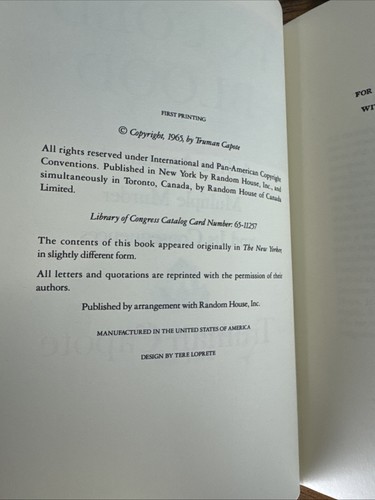 FIRST PRINTING
© Copyright, 1965, by Truman Capote
All rights reserved under International and Pan-American Copyright
Conventions. Published in New York by Random House, Inc., and
simultaneously in Toronto, Canada, by Random House of Canada
Limited.
Library of Congress Catalog Card Number: 65-11257
The contents of this book appeared originally in The New Yorker,
in slightly different form.
All letters and quotations are reprinted with the permission of their
authors.
Published by arrangement with Random House, Inc.
MANUFACTURED IN THE UNITED STATES OF AMERICA
DESIGN BY TERE LOPRETE
FOR